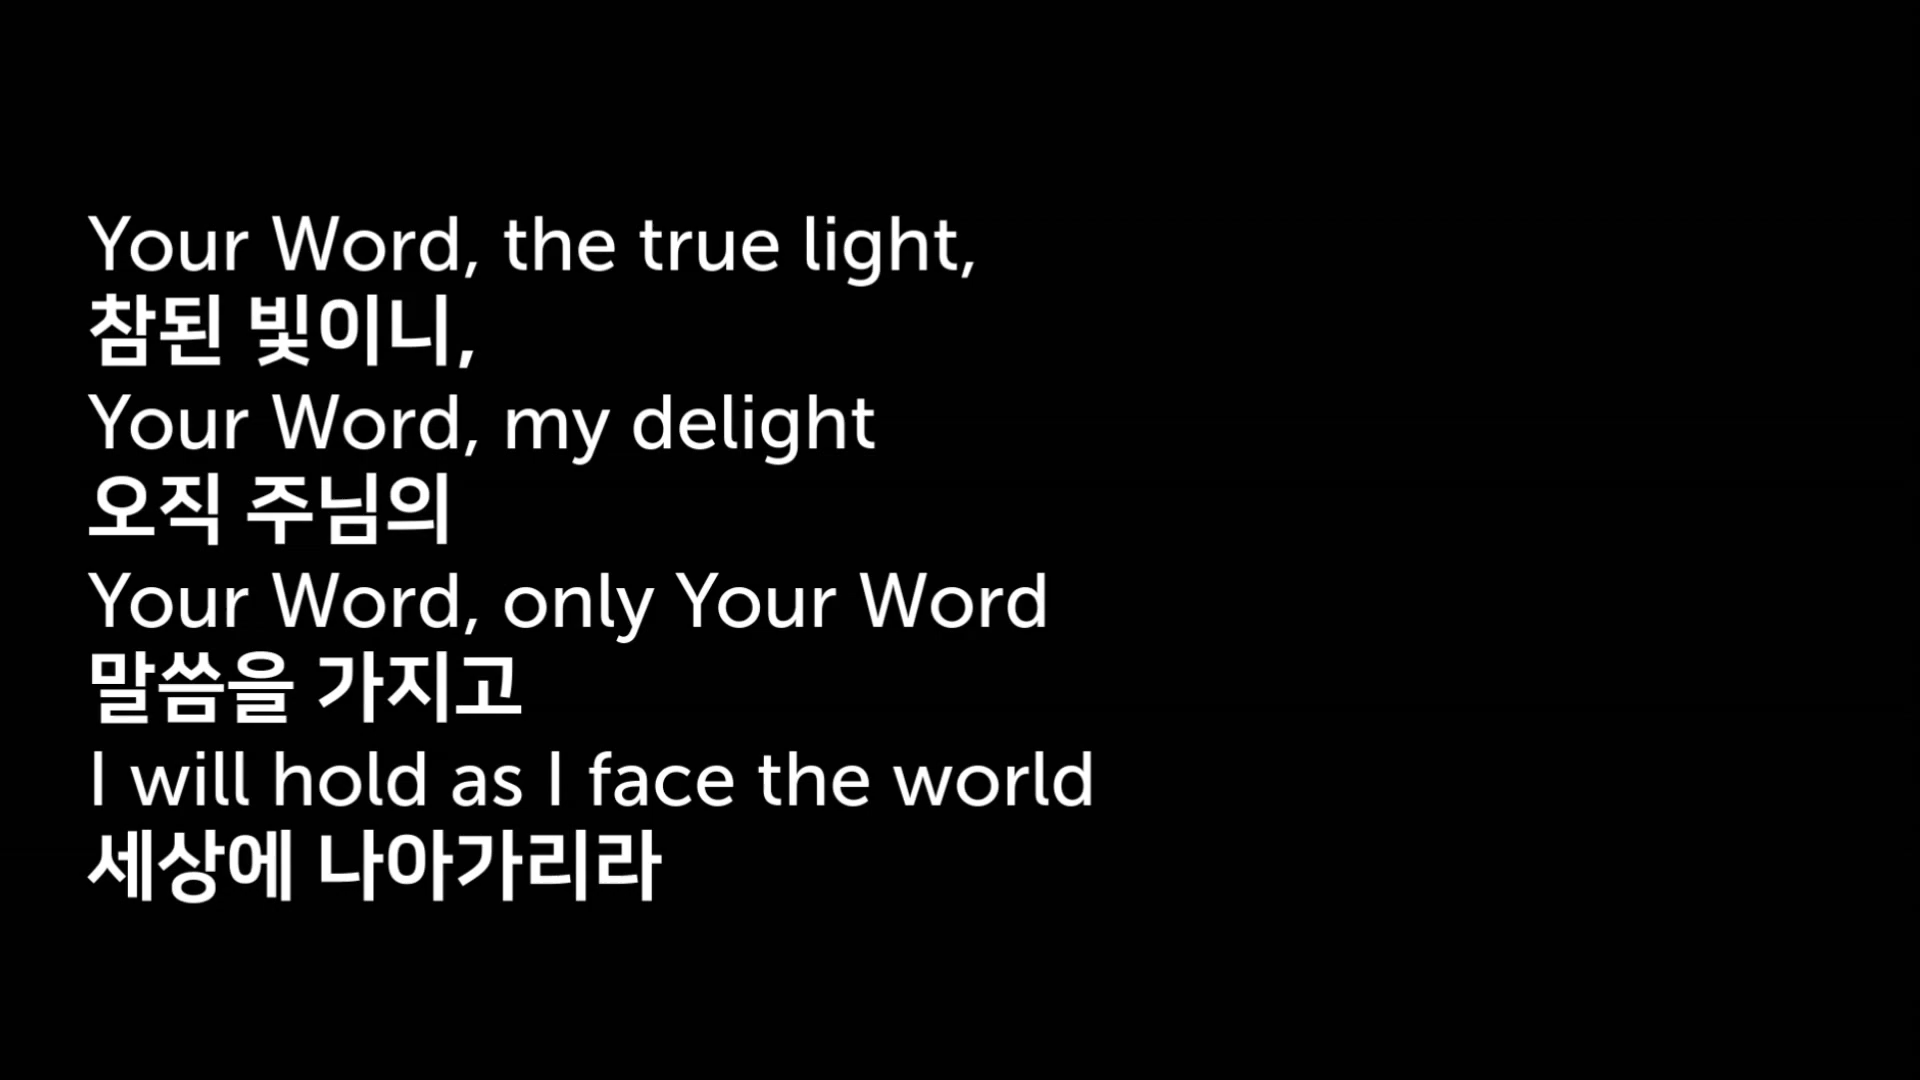 Your Word, the true light,
참된 빛이니,
Your Word, my delight
오직 주님의
Your Word, only Your Word
말씀을 가지고
I will hold as I face the world
세상에 나아가리라